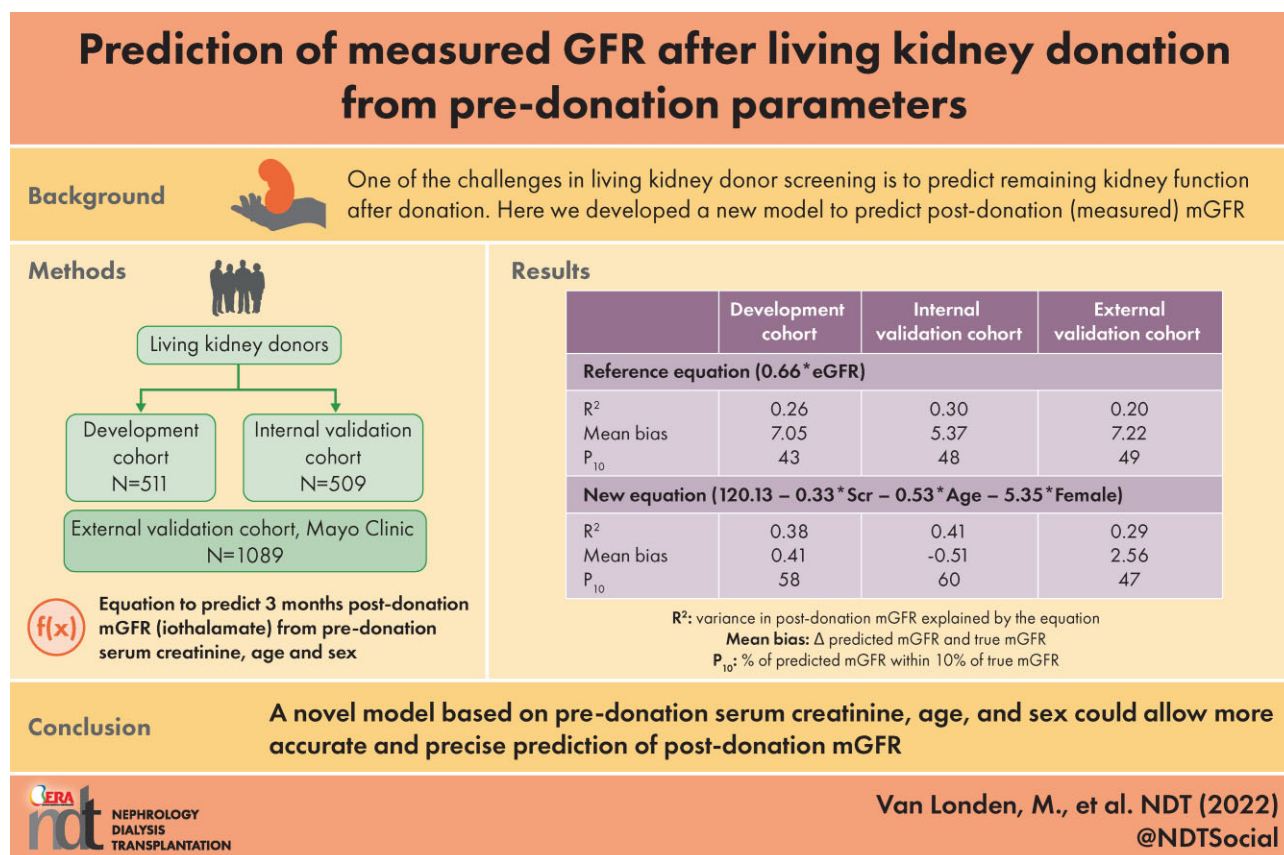 Prediction of measured GFR after living kidney donation
from pre-donation parameters
Background
One of the challenges in living kidney donor screening is to predict remaining kidney function
after donation. Here we developed a new model to predict post-donation (measured) mGFR
Methods
Living kidney donors
Development
cohort
N=511
Internal validation
cohort
N=509
External validation cohort, Mayo Clinic
N=1089
f(x)
Equation to predict 3 months post-donation
mGFR (iothalamate) from pre-donation
serum creatinine, age and sex
Results
Development cohort Internal validation cohort External validation cohort
Reference equation (0.66*eGFR)
R² 0.26 0.30 0.20
Mean bias 7.05 5.37 7.22
P₁₀ 43 48 49
New equation (120.13 – 0.33*Scr – 0.53*Age – 5.35*Female)
R² 0.38 0.41 0.29
Mean bias 0.41 -0.51 2.56
P₁₀ 58 60 47
R²: variance in post-donation mGFR explained by the equation
Mean bias: Δ predicted mGFR and true mGFR
P₁₀: % of predicted mGFR within 10% of true mGFR
Conclusion
A novel model based on pre-donation serum creatinine, age, and sex could allow more
accurate and precise prediction of post-donation mGFR
ERA
ndt
NEPHROLOGY
DIALYSIS
TRANSPLANTATION
Van Londen, M., et al. NDT (2022)
@NDTSocial